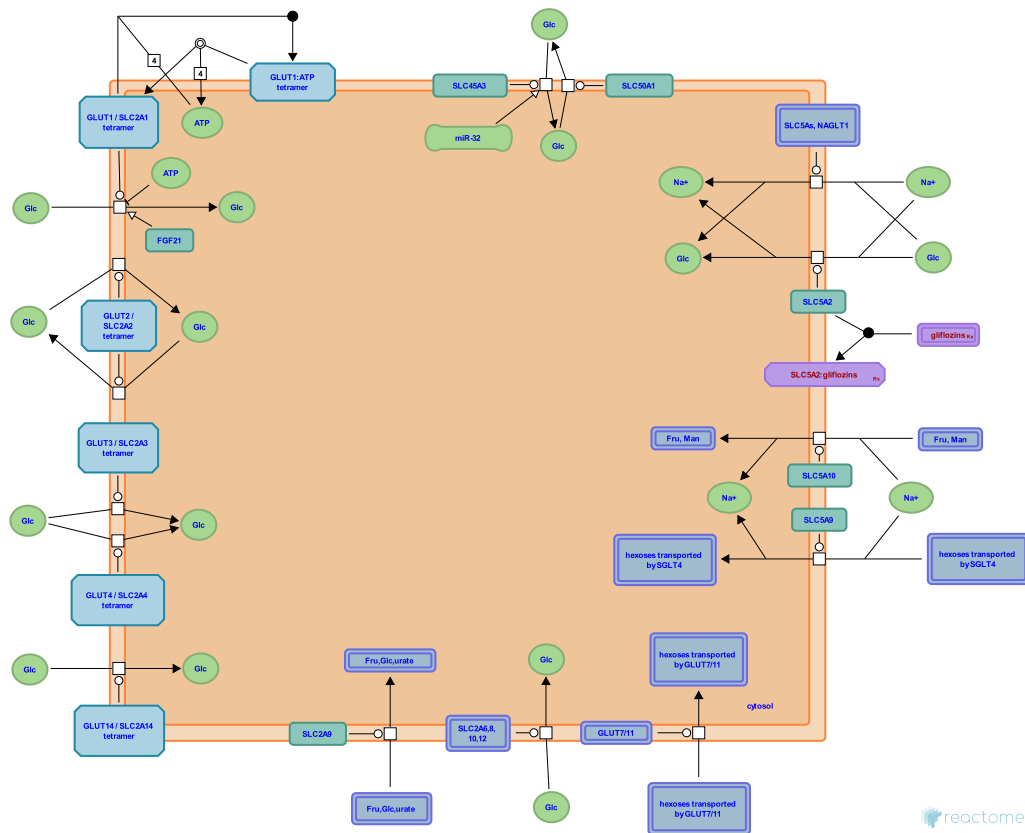 Glc
4
4
GLUT1:ATP
tetramer
SLC45A3
SLC50A1
GLUT1 / SLC2A1
tetramer
ATP
miR-32
Glc
SLC5As, NAGLT1
ATP
Na+
Na+
Glc
Glc
FGF21
Glc
Glc
GLUT2 /
SLC2A2
tetramer
Glc
Glc
SLC5A2
gliflozins Rx
SLC5A2:gliflozins
Rx
GLUT3 / SLC2A3
tetramer
Fru, Man
Fru, Man
SLC5A10
Na+
Na+
Glc
Glc
SLC5A9
hexoses transported
by SGLT4
hexoses transported
by SGLT4
GLUT4 / SLC2A4
tetramer
Glc
Glc
Fru,Glc,urate
Glc
hexoses transported
by GLUT7/11
cytosol
GLUT14 / SLC2A14
tetramer
SLC2A9
SLC2A6,8,
10,12
GLUT7/11
Fru,Glc,urate
Glc
hexoses transported
by GLUT7/11
reactome